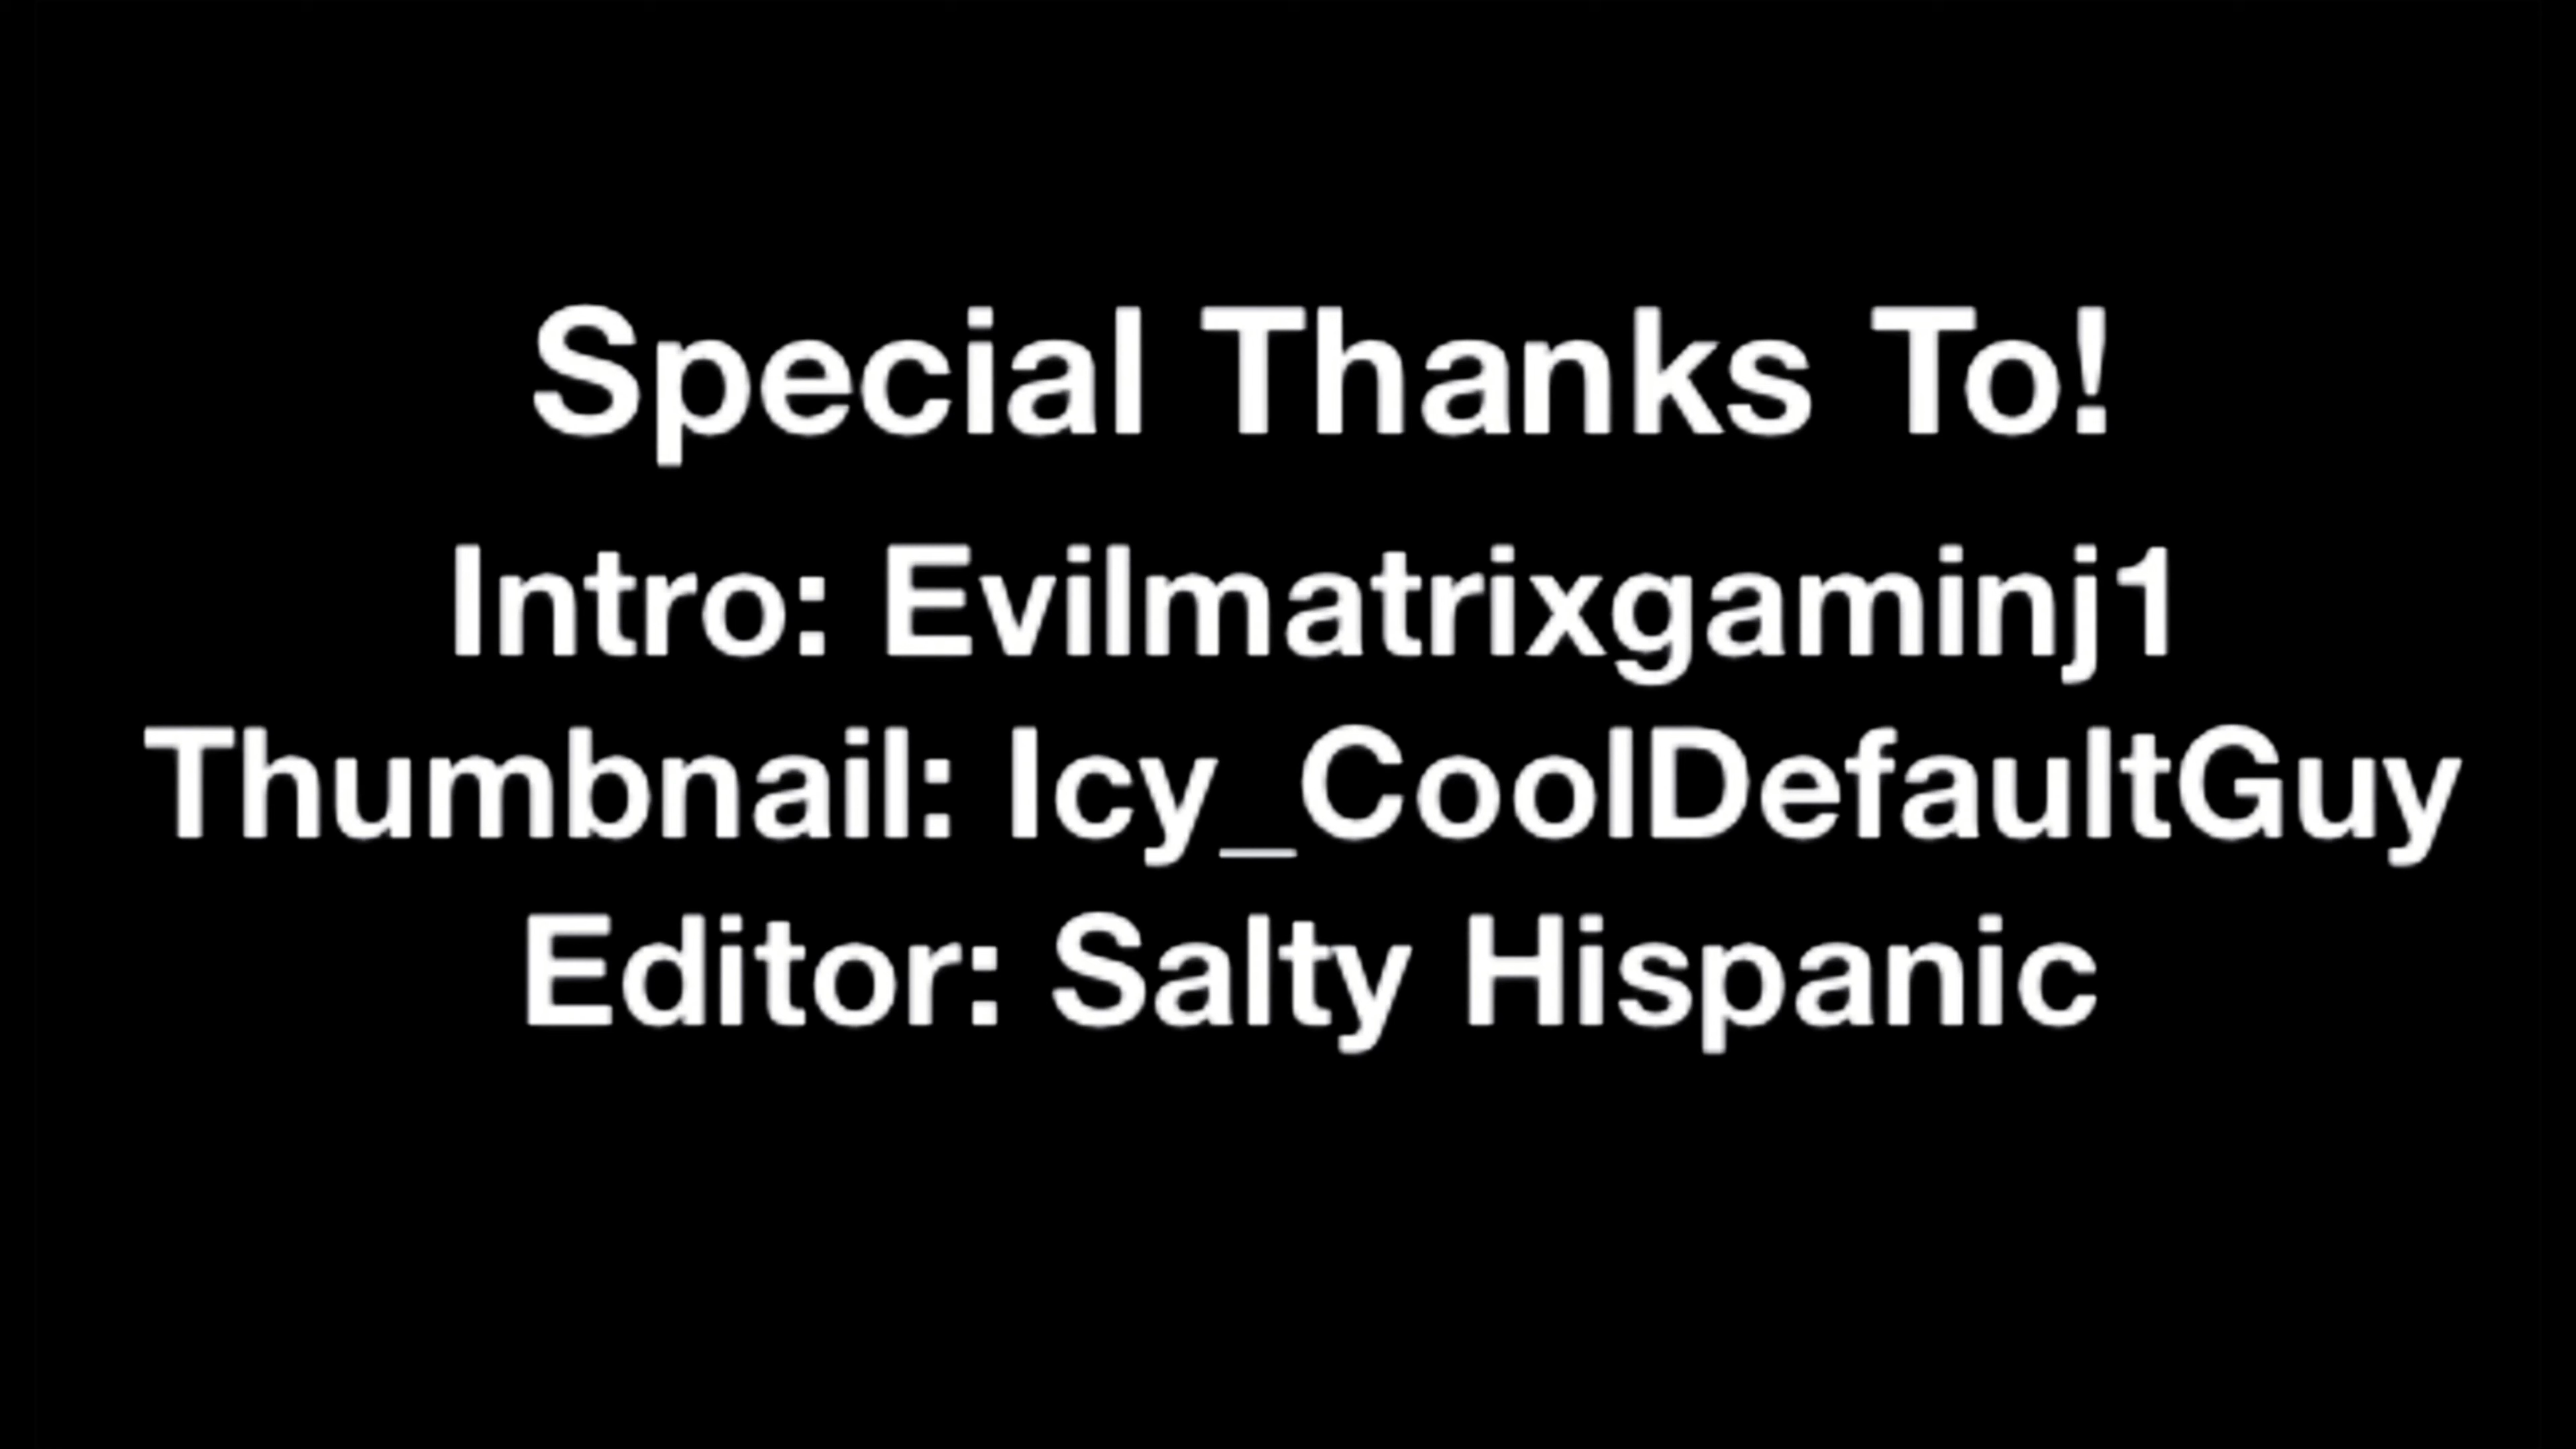 Special Thanks To!
Intro: Evilmatrixgaminj1
Thumbnail: Icy_CoolDefaultGuy
Editor: Salty Hispanic